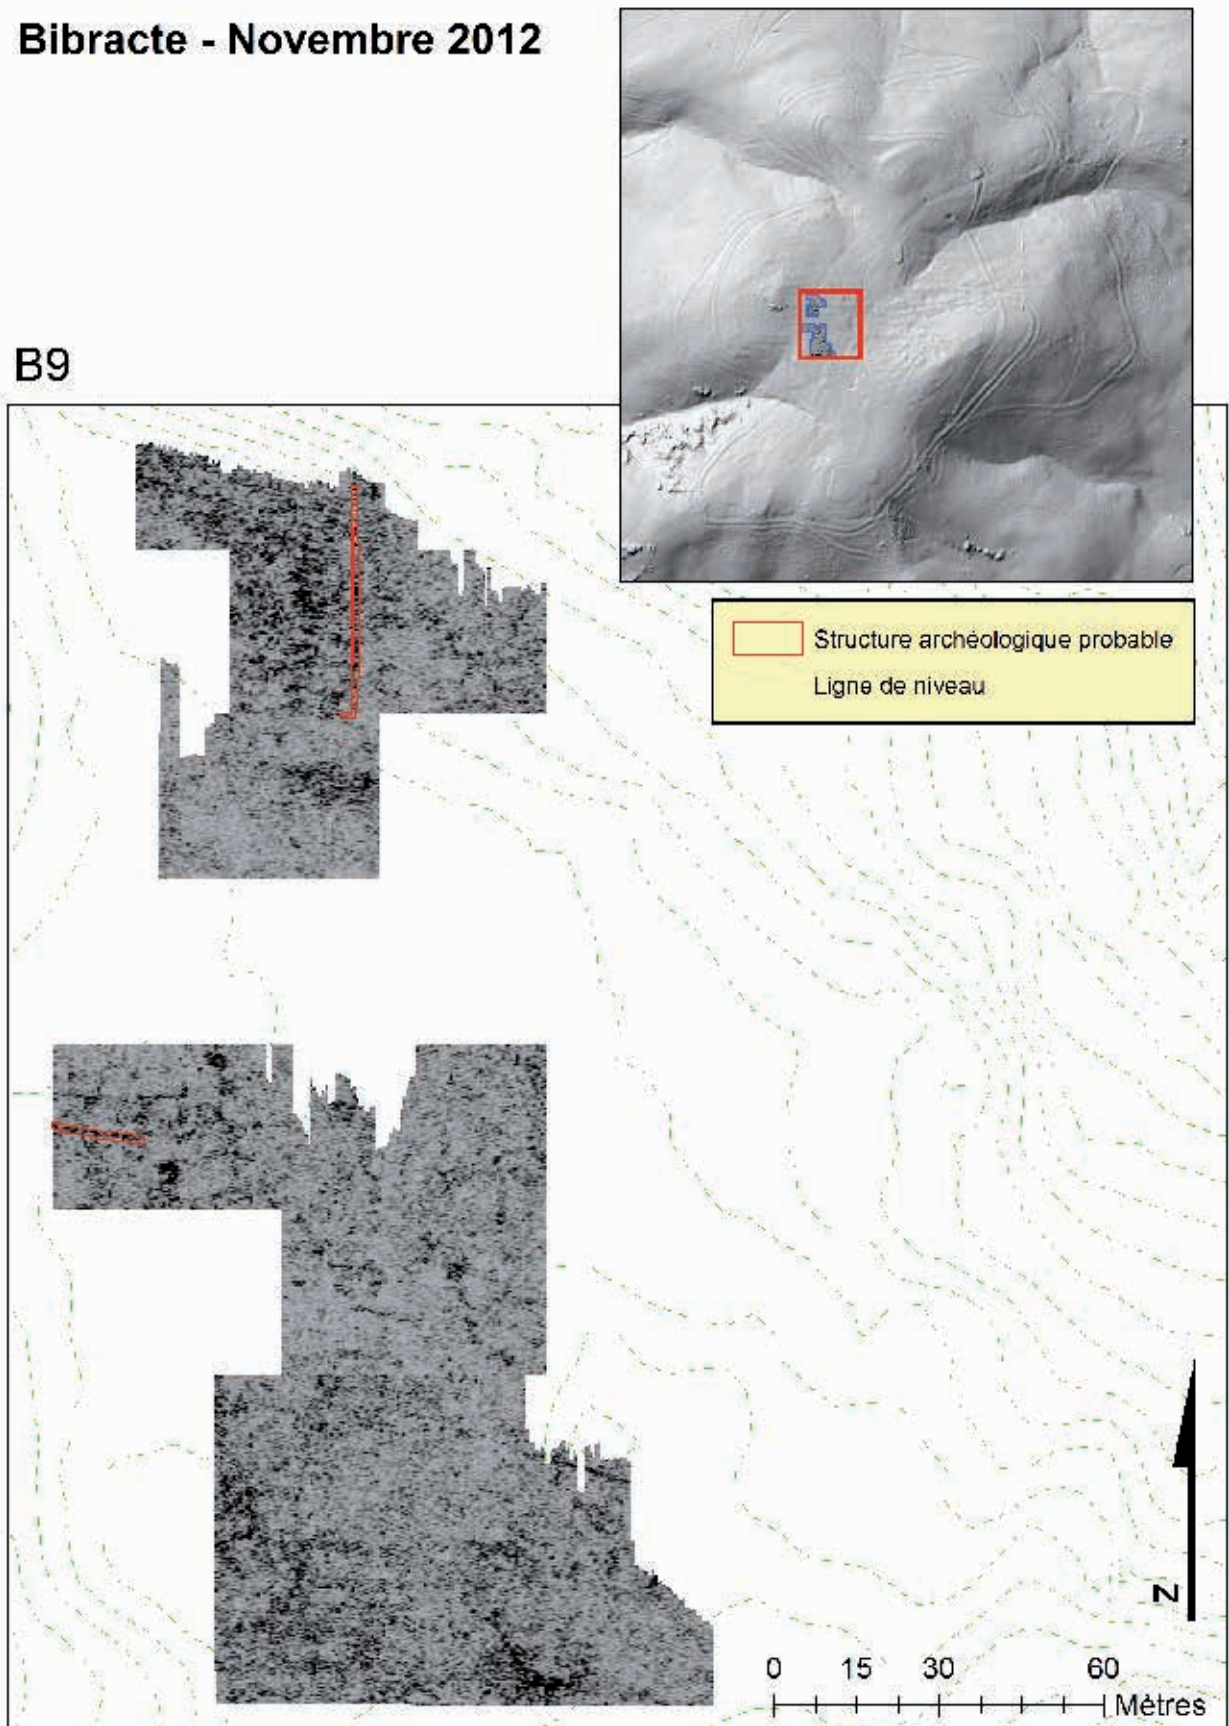 Bibracte - Novembre 2012
B9
Structure archéologique probable
Ligne de niveau
N
0 15 30 60
Mètres